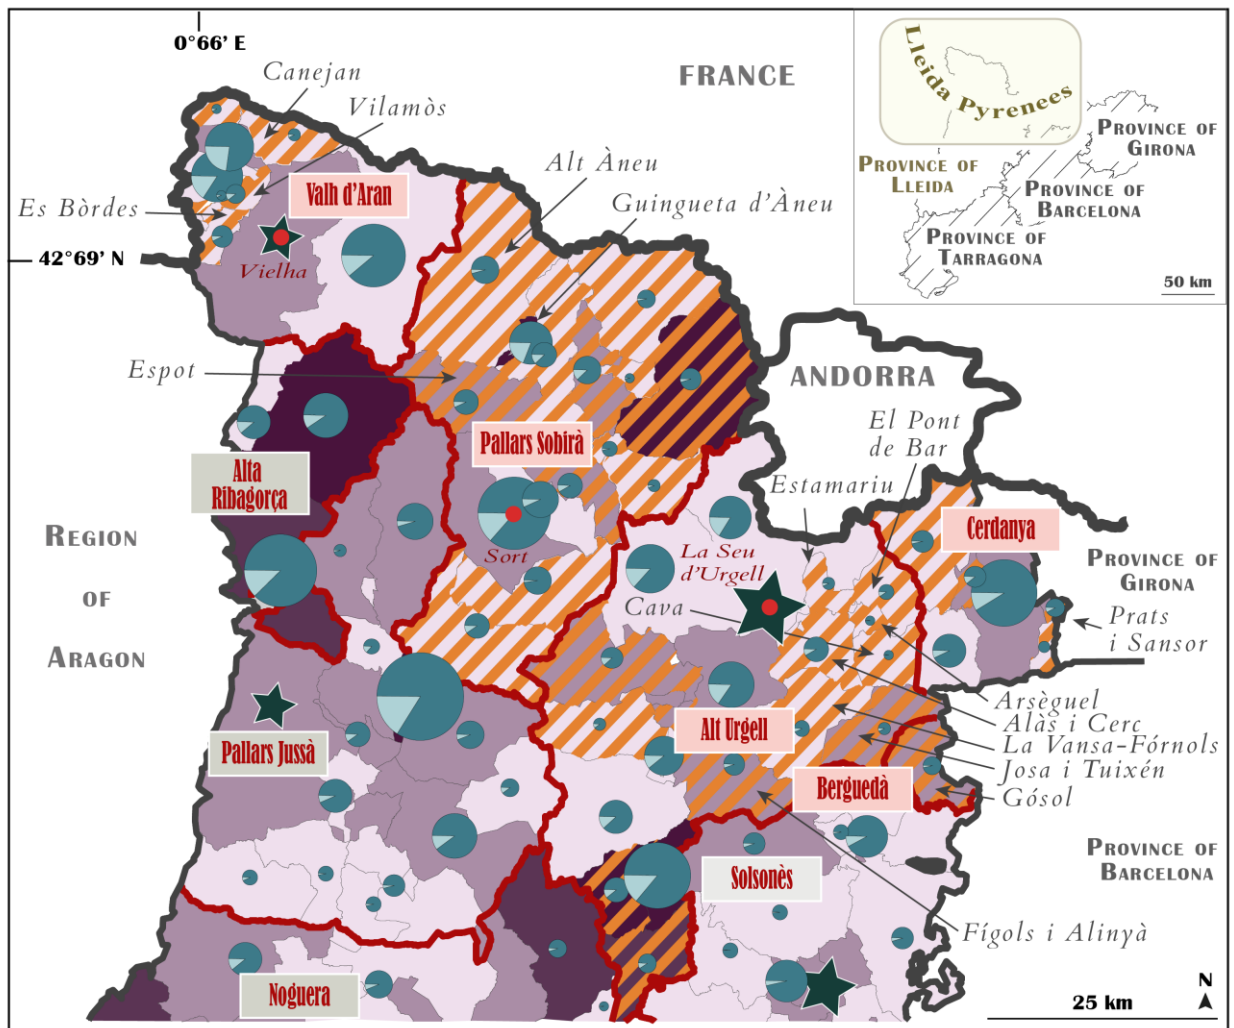 0°66' E
Canejan
Vilamòs
FRANCE
Lleida Pyrenees
PROVINCE OF
GIRONA
PROVINCE OF
LLEIDA
PROVINCE OF
BARCELONA
PROVINCE OF
TARRAGONA
50 km
Alt Àneu
Guingueta d'Àneu
Valh d'Aran
Es Bòrdes
42°69' N
Vielha
Espot
ANDORRA
El Pont
de Bar
Pallars Sobirà
Estamariu
Alta
Ribagorça
Cerdanya
REGION
OF
ARAGON
Sort
La Seu
d'Urgell
Cava
PROVINCE OF
GIRONA
Prats
i Sansor
Arsèguel
Alàs i Cerc
La Vansa-Fórnols
Josa i Tuixén
Gósol
Pallars Jussà
Alt Urgell
Berguedà
Solsonès
PROVINCE OF
BARCELONA
Fígols i Alinyà
Noguera
N
25 km